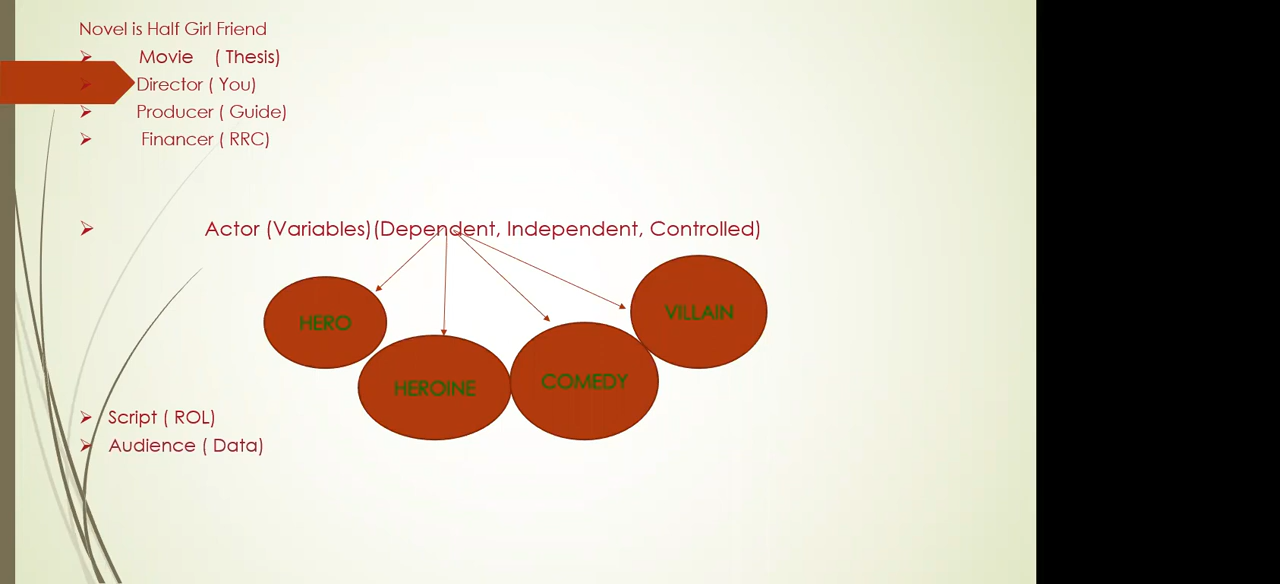 Novel is Half Girl Friend
Movie ( Thesis)
Director ( You)
Producer ( Guide)
Financer ( RRC)
Actor (Variables)(Dependent, Independent, Controlled)
HERO
HEROINE
COMEDY
VILLAIN
Script ( ROL)
Audience ( Data)